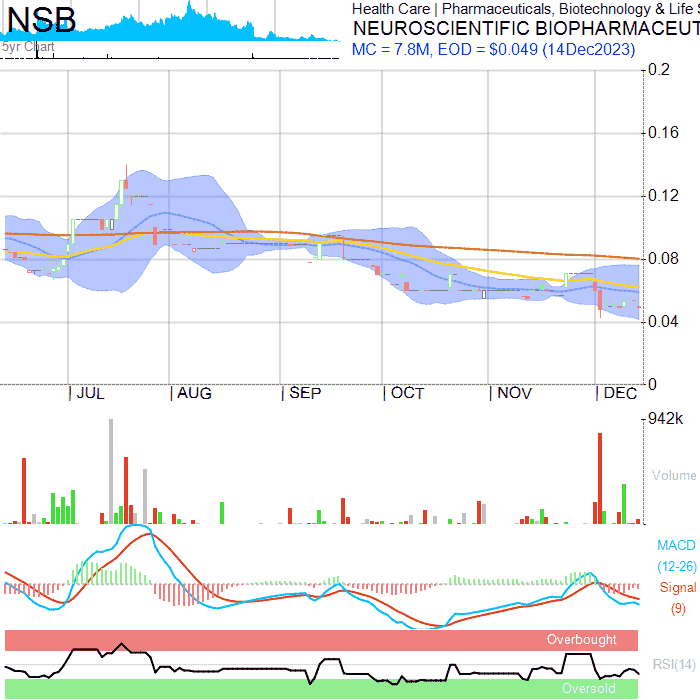 NSB
5yr Chart
Health Care | Pharmaceuticals, Biotechnology & Life S
NEUROSCIENTIFIC BIOPHARMACEUT
MC = 7.8M, EOD = $0.049 (14Dec2023)
0.2
0.16
0.12
0.08
0.04
0
| JUL | AUG | SEP | OCT | NOV | DEC
942k
Volume
MACD
(12-26)
Signal
(9)
Overbought
RSI(14)
Oversold